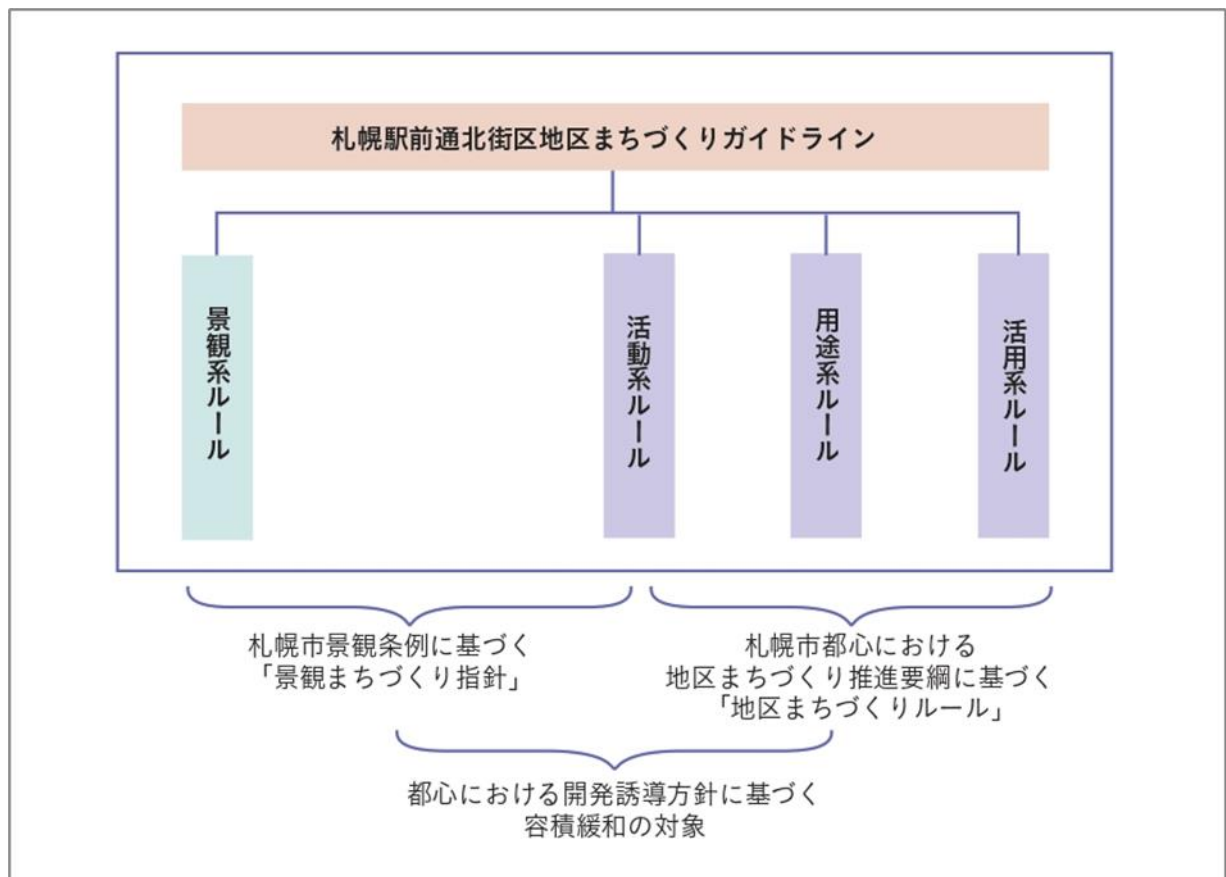 札幌駅前通北街区地区まちづくりガイドライン
景観系ルール
活動系ルール
用途系ルール
活用系ルール
札幌市景観条例に基づく
「景観まちづくり指針」
札幌市都心における
地区まちづくり推進要綱に基づく
「地区まちづくりルール」
都心における開発誘導方針に基づく
容積緩和の対象